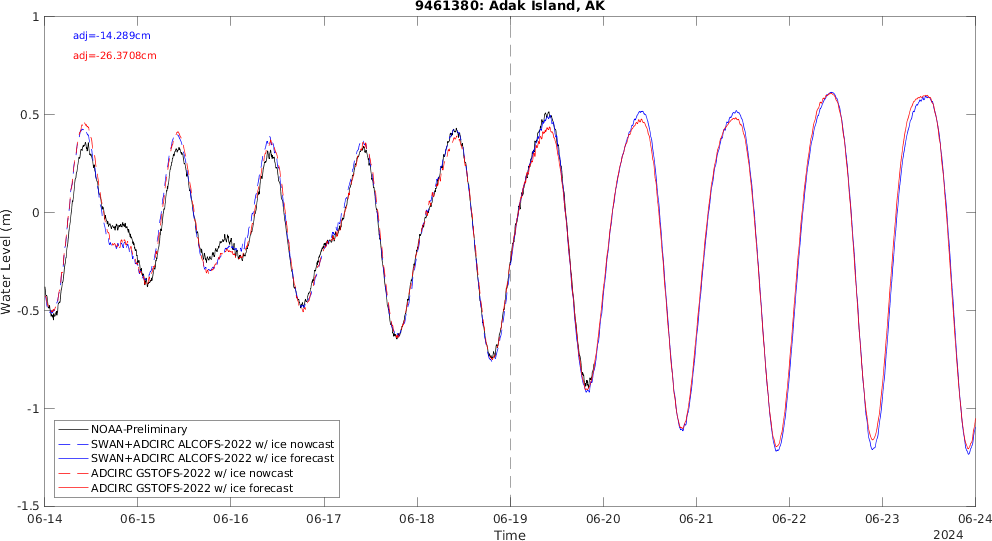 9461380: Adak Island, AK
adj=-14.289cm
adj=-26.3708cm
1
0.5
0
-0.5
-1
-1.5
Water Level (m)
NOAA-Preliminary
SWAN+ADCIRC ALCOFS-2022 w/ ice nowcast
SWAN+ADCIRC ALCOFS-2022 w/ ice forecast
ADCIRC GSTOFS-2022 w/ ice nowcast
ADCIRC GSTOFS-2022 w/ ice forecast
06-14 06-15 06-16 06-17 06-18 06-19 06-20 06-21 06-22 06-23 06-24
Time
2024